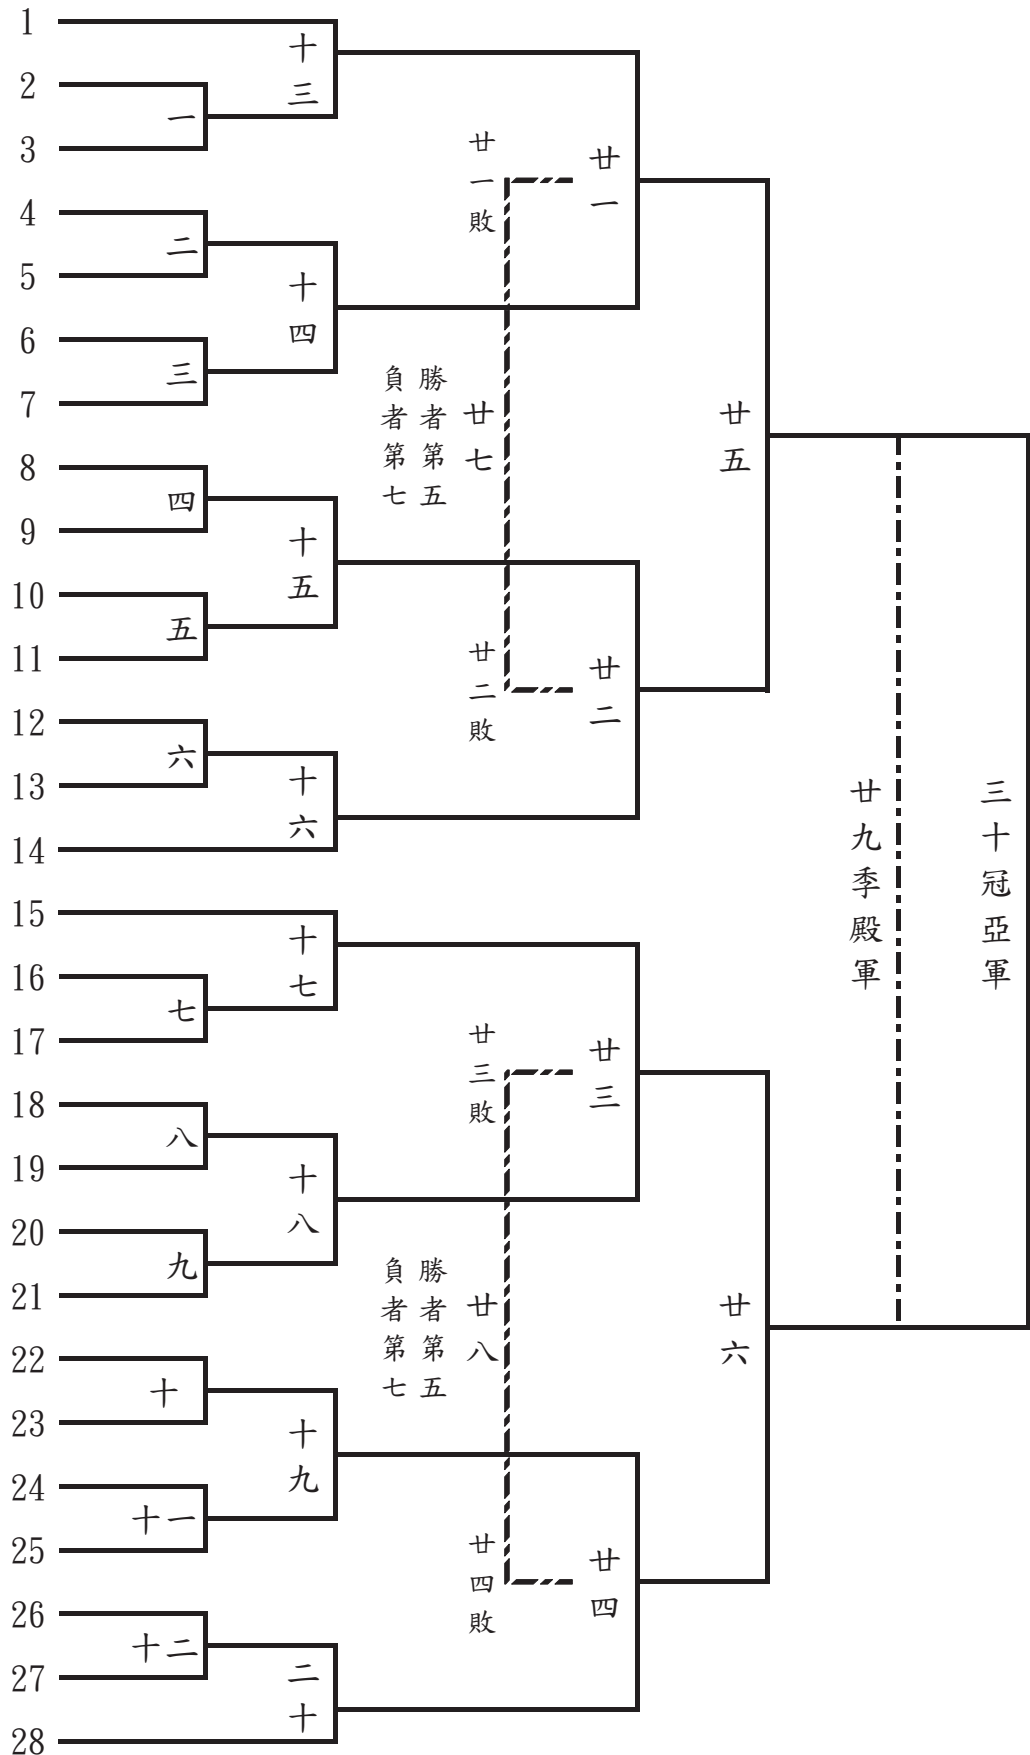 1
2
3
4
5
6
7
8
9
10
11
12
13
14
15
16
17
18
19
20
21
22
23
24
25
26
27
28
一
二
三
四
五
六
七
八
九
十
十一
十二
十三
十四
十五
十六
十七
十八
十九
二十
廿一敗
廿七
勝者第五
負者第七
廿二敗
廿三敗
廿八
勝者第五
負者第七
廿四敗
廿一
廿二
廿三
廿四
廿五
廿六
廿九季殿軍
三十冠亞軍